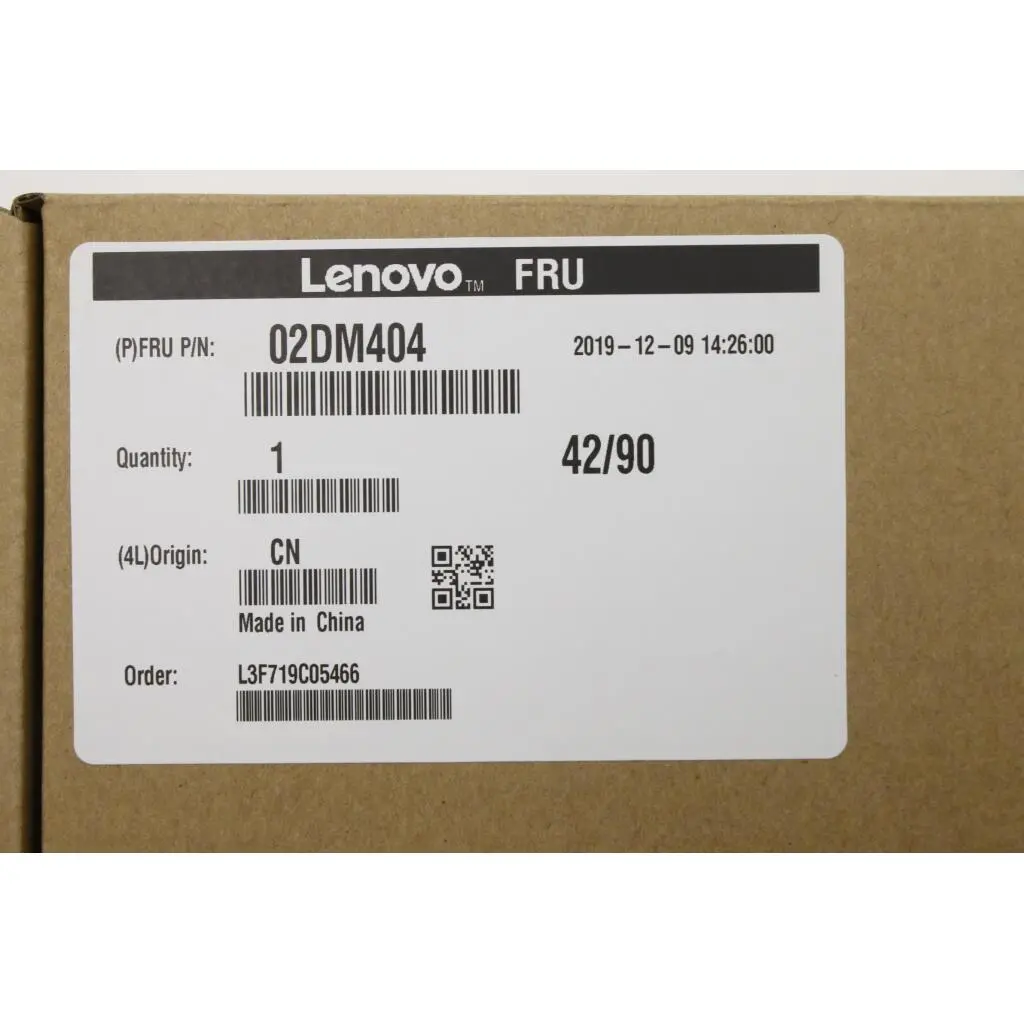 Lenovo™ FRU
(P)FRU P/N: 02DM404 2019-12-09 14:26:00
Quantity: 1 42/90
(4L)Origin: CN
Made in China
Order: L3F719C05466